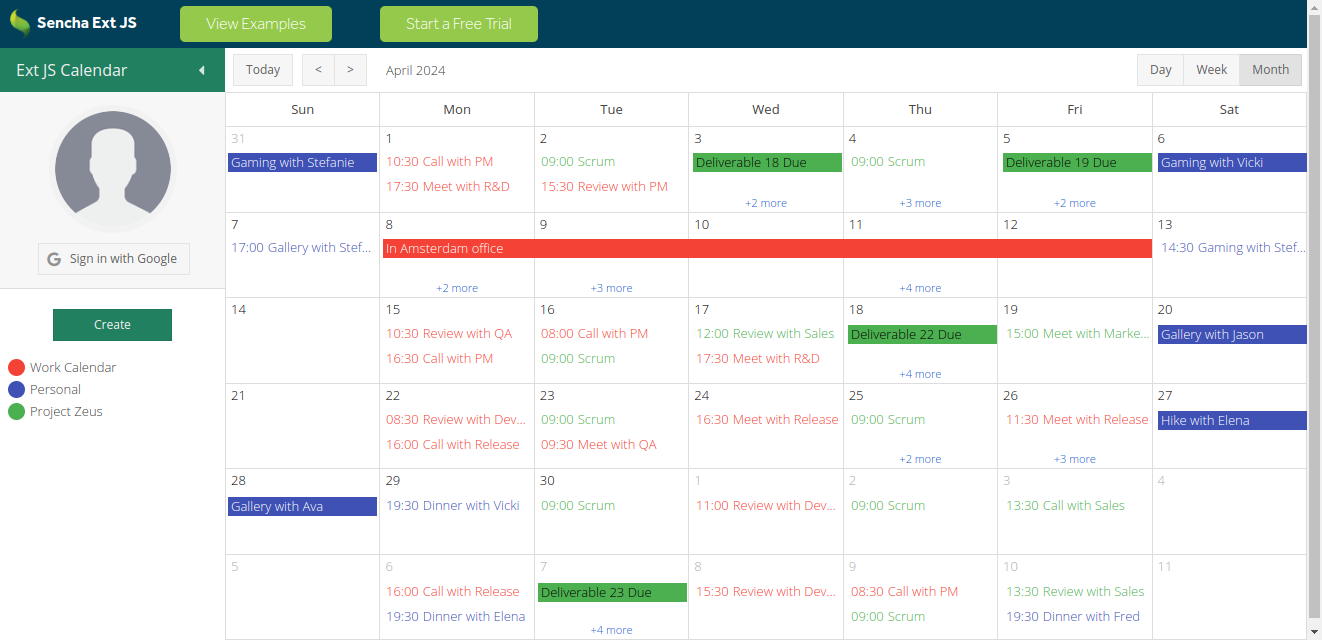 Sencha Ext JS
View Examples
Start a Free Trial
Ext JS Calendar
Today
<
>
April 2024
Day
Week
Month
Sign in with Google
Create
Work Calendar
Personal
Project Zeus
Sun
Mon
Tue
Wed
Thu
Fri
Sat
31
Gaming with Stefanie
1
10:30 Call with PM
17:30 Meet with R&D
2
09:00 Scrum
15:30 Review with PM
3
Deliverable 18 Due
+2 more
4
09:00 Scrum
+3 more
5
Deliverable 19 Due
+2 more
6
Gaming with Vicki
7
17:00 Gallery with Stef...
8
In Amsterdam office
+2 more
9
+3 more
10
11
+4 more
12
13
14:30 Gaming with Stef...
14
15
10:30 Review with QA
16:30 Call with PM
16
08:00 Call with PM
09:00 Scrum
17
12:00 Review with Sales
17:30 Meet with R&D
18
Deliverable 22 Due
+4 more
19
15:00 Meet with Marke...
20
Gallery with Jason
21
22
08:30 Review with Dev...
16:00 Call with Release
23
09:00 Scrum
09:30 Meet with QA
24
16:30 Meet with Release
25
09:00 Scrum
+2 more
26
11:30 Meet with Release
+3 more
27
Hike with Elena
28
Gallery with Ava
29
19:30 Dinner with Vicki
30
09:00 Scrum
1
11:00 Review with Dev...
2
09:00 Scrum
3
13:30 Call with Sales
4
5
6
16:00 Call with Release
19:30 Dinner with Elena
7
Deliverable 23 Due
+4 more
8
15:30 Review with Dev...
9
08:30 Call with PM
09:00 Scrum
10
13:30 Review with Sales
19:30 Dinner with Fred
11